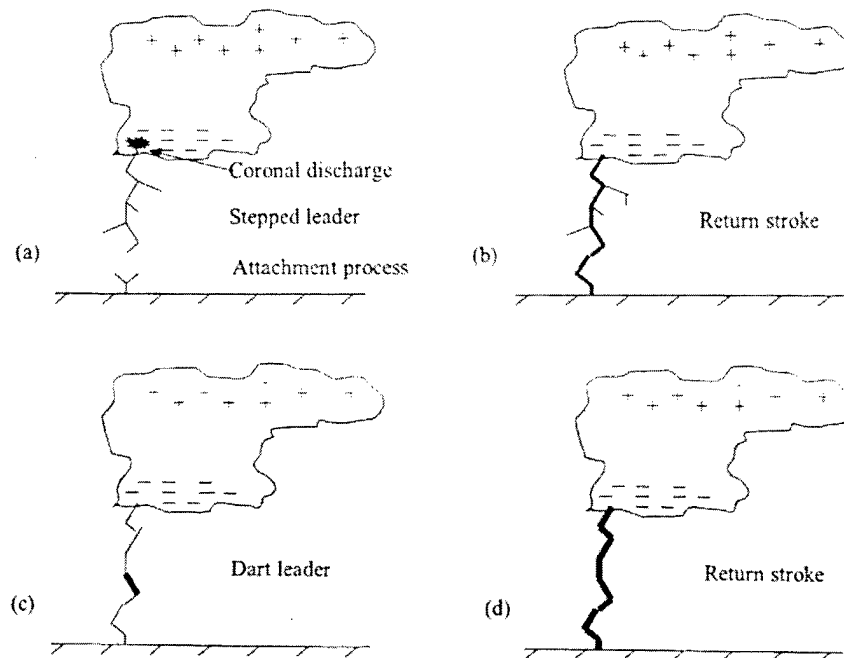 Coronal discharge
Stepped leader
(a)
Attachment process
Return stroke
(b)
Dart leader
(c)
Return stroke
(d)